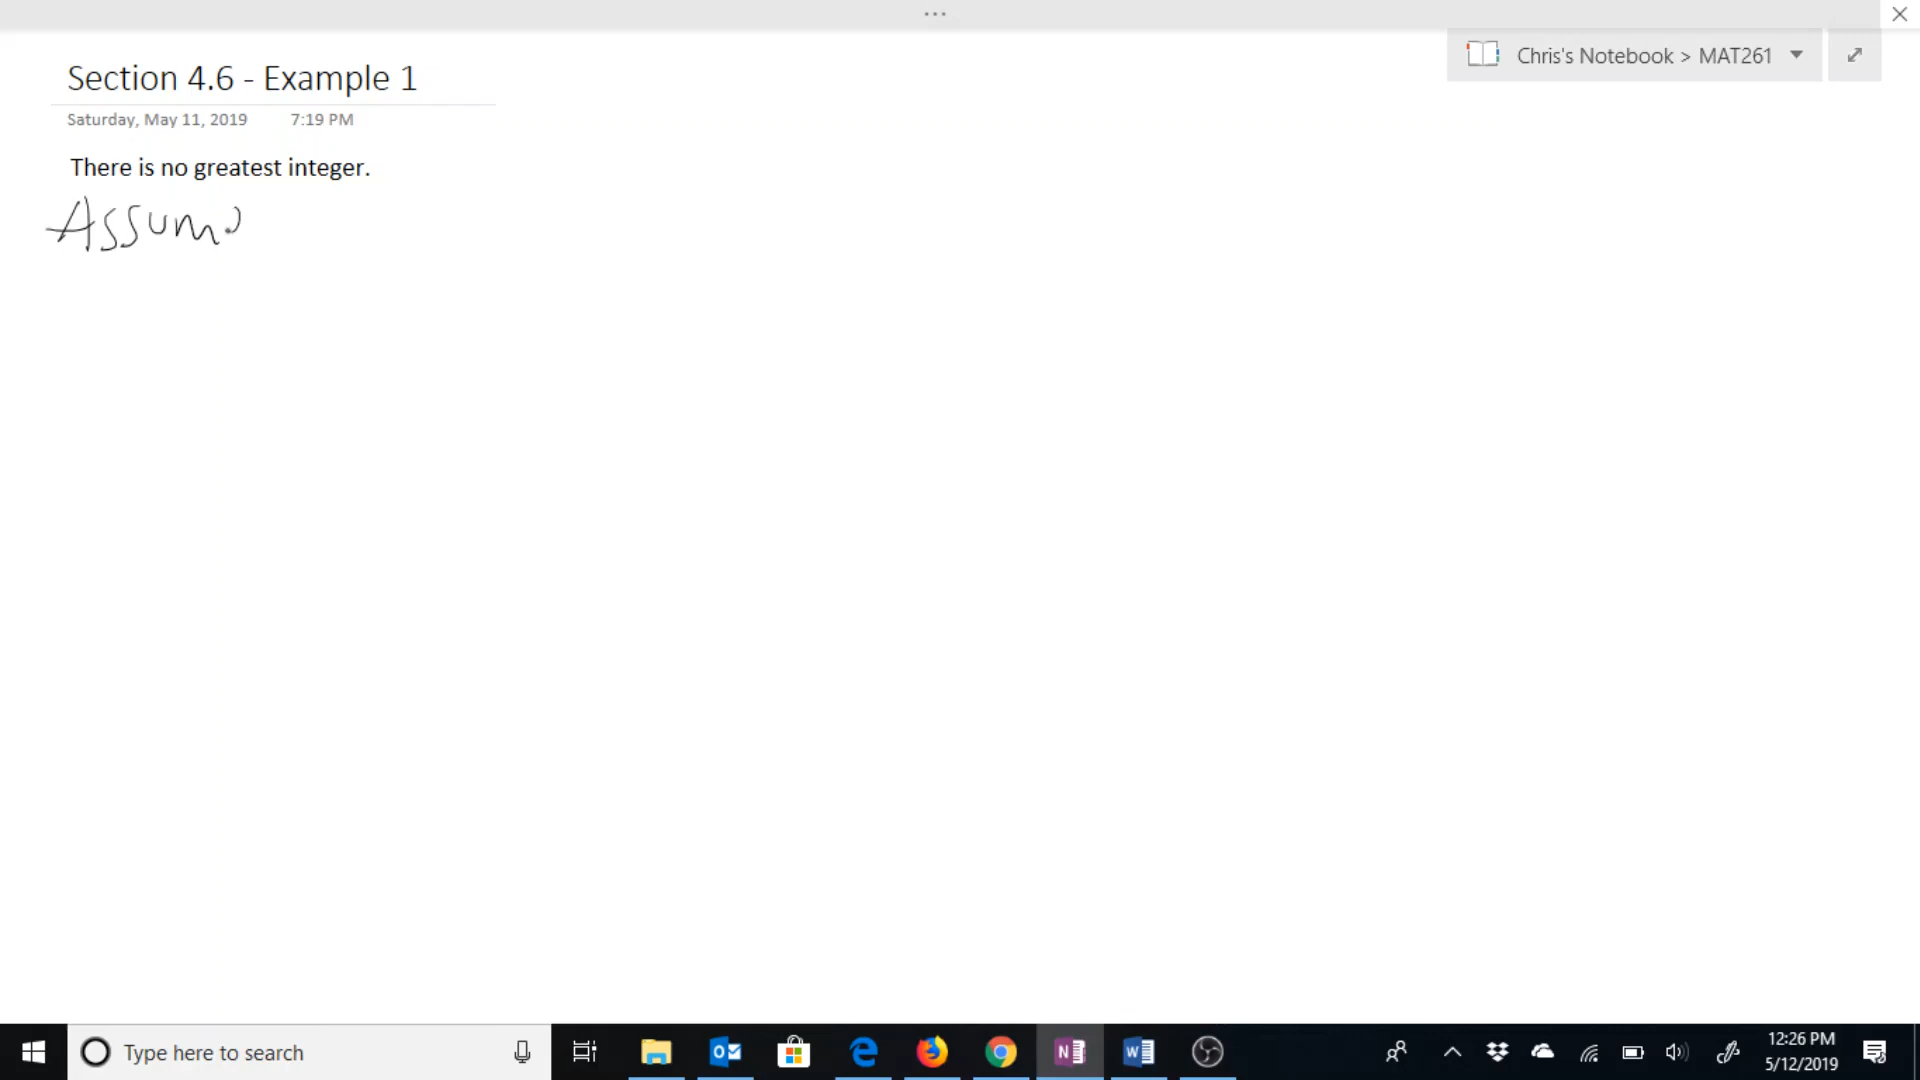 ...
Chris's Notebook > MAT261
Section 4.6 - Example 1
Saturday, May 11, 2019 7:19 PM
There is no greatest integer.
Assume
Type here to search
12:26 PM
5/12/2019